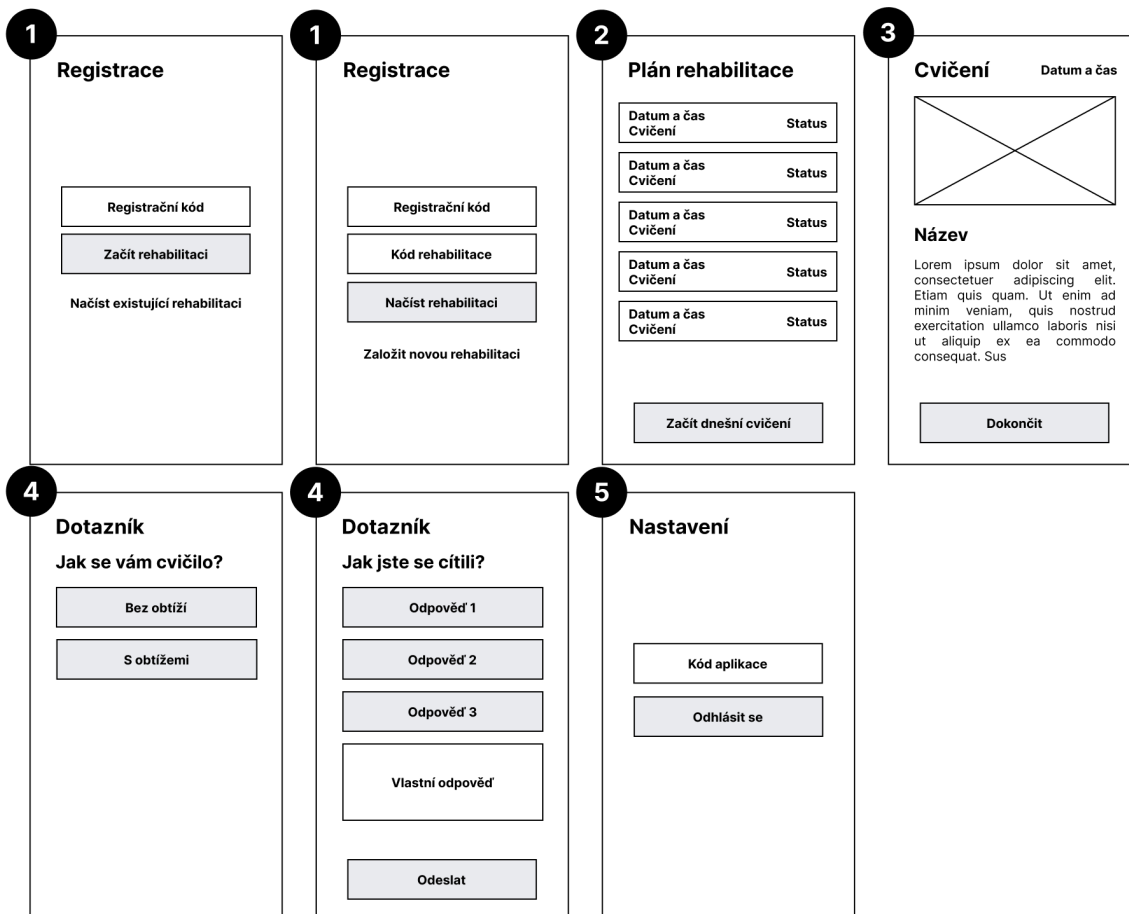 1
Registrace
Registrační kód
Začít rehabilitaci
Načíst existující rehabilitaci
1
Registrace
Registrační kód
Kód rehabilitace
Načíst rehabilitaci
Založit novou rehabilitaci
2
Plán rehabilitace
Datum a čas
Cvičení
Status
Datum a čas
Cvičení
Status
Datum a čas
Cvičení
Status
Datum a čas
Cvičení
Status
Datum a čas
Cvičení
Status
Začít dnešní cvičení
3
Cvičení
Datum a čas
Název
Lorem ipsum dolor sit amet,
consectetuer adipiscing elit.
Etiam quis quam. Ut enim ad
minim veniam, quis nostrud
exercitation ullamco laboris nisi
ut aliquip ex ea commodo
consequat. Sus
Dokončit
4
Dotazník
Jak se vám cvičilo?
Bez obtíží
S obtížemi
4
Dotazník
Jak jste se cítili?
Odpověď 1
Odpověď 2
Odpověď 3
Vlastní odpověď
Odeslat
5
Nastavení
Kód aplikace
Odhlásit se